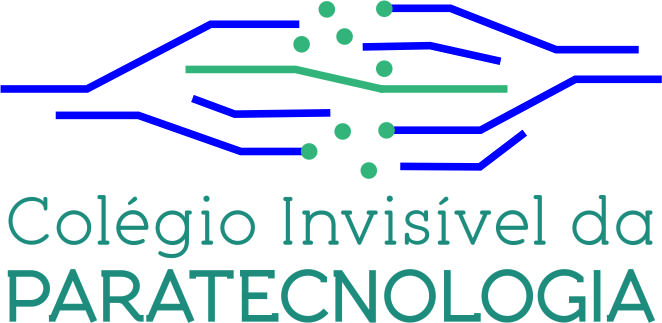 Colégio Invisível da
PARATECNOLOGIA